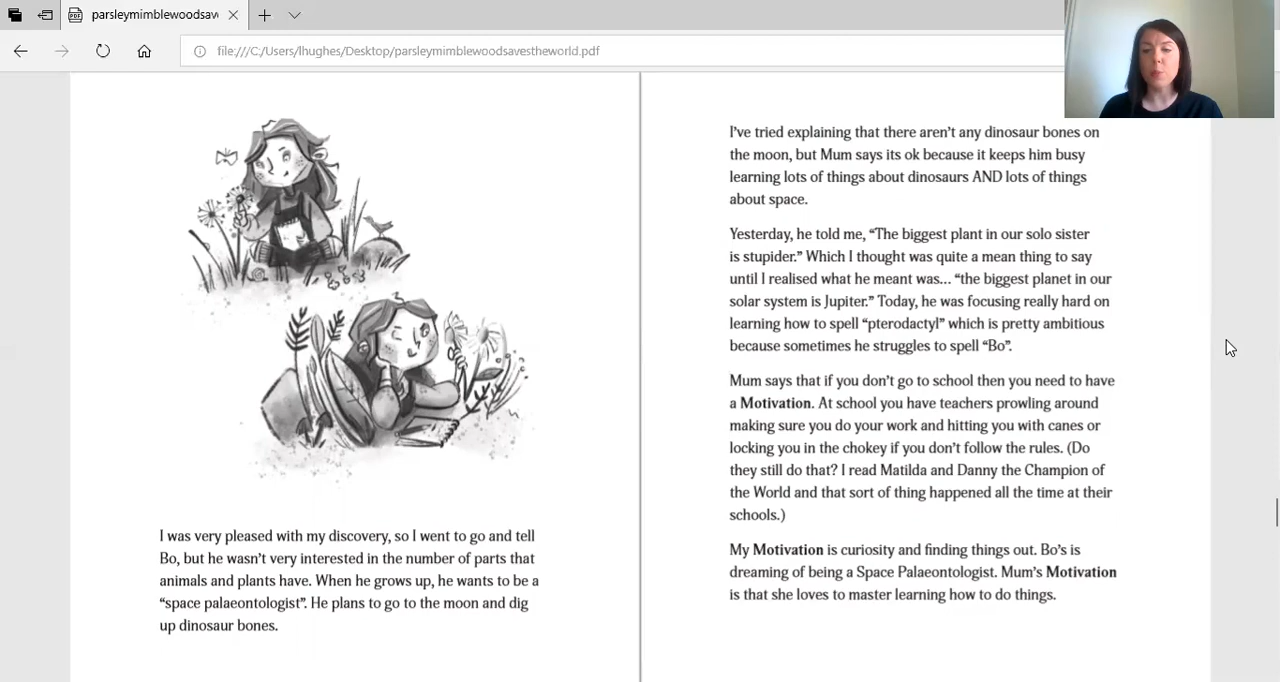 parsleymimblewoodsav
file:///C:/Users/lhughes/Desktop/parsleymimblewoodsavestheworld.pdf
I was very pleased with my discovery, so I went to go and tell
Bo, but he wasn’t very interested in the number of parts that
animals and plants have. When he grows up, he wants to be a
“space palaeontologist”. He plans to go to the moon and dig
up dinosaur bones.
I’ve tried explaining that there aren’t any dinosaur bones on
the moon, but Mum says its ok because it keeps him busy
learning lots of things about dinosaurs AND lots of things
about space.
Yesterday, he told me, “The biggest plant in our solo sister
is stupider.” Which I thought was quite a mean thing to say
until I realised what he meant was... “the biggest planet in our
solar system is Jupiter.” Today, he was focusing really hard on
learning how to spell “pterodactyl” which is pretty ambitious
because sometimes he struggles to spell “Bo”.
Mum says that if you don’t go to school then you need to have
a Motivation. At school you have teachers prowling around
making sure you do your work and hitting you with canes or
locking you in the chokey if you don’t follow the rules. (Do
they still do that? I read Matilda and Danny the Champion of
the World and that sort of thing happened all the time at their
schools.)
My Motivation is curiosity and finding things out. Bo’s is
dreaming of being a Space Palaeontologist. Mum’s Motivation
is that she loves to master learning how to do things.